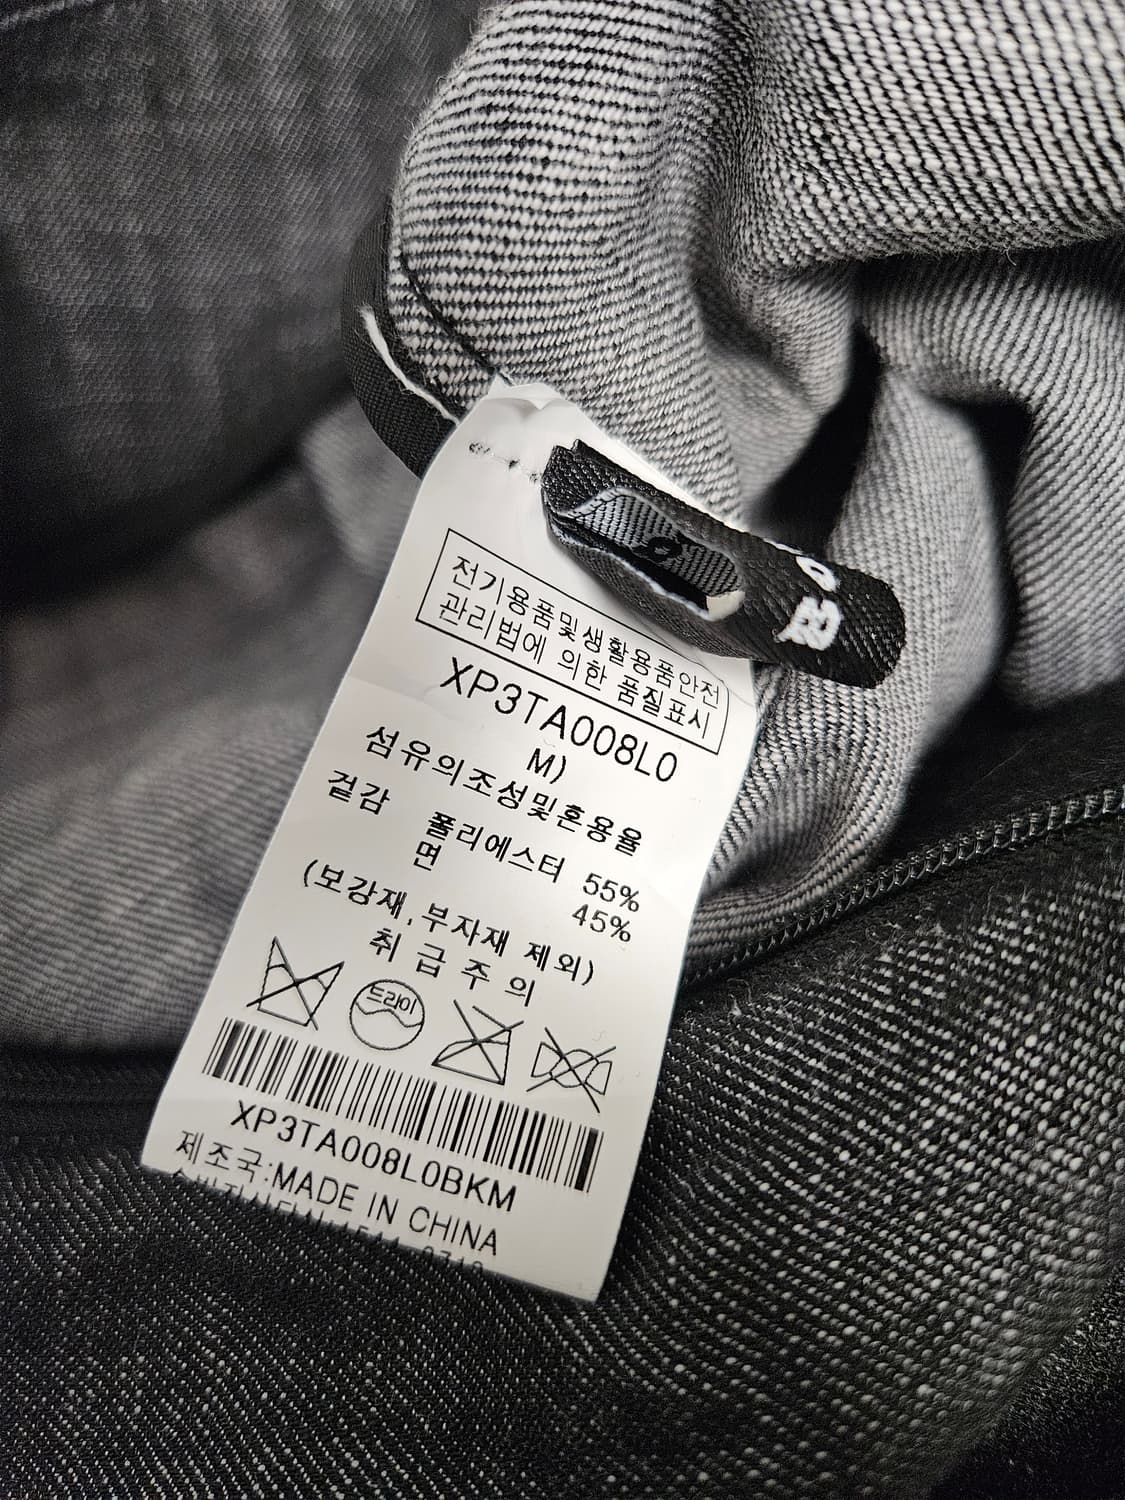 전기용품및생활용품안전
관리법에 의한 품질표시
XP3TA008L0
M)
섬유의조성및혼용율
겉감 폴리에스터 55%
면 45%
(보강재,부자재 제외)
취급주의
드라이
XP3TA008L0BKM
제조국:MADE IN CHINA